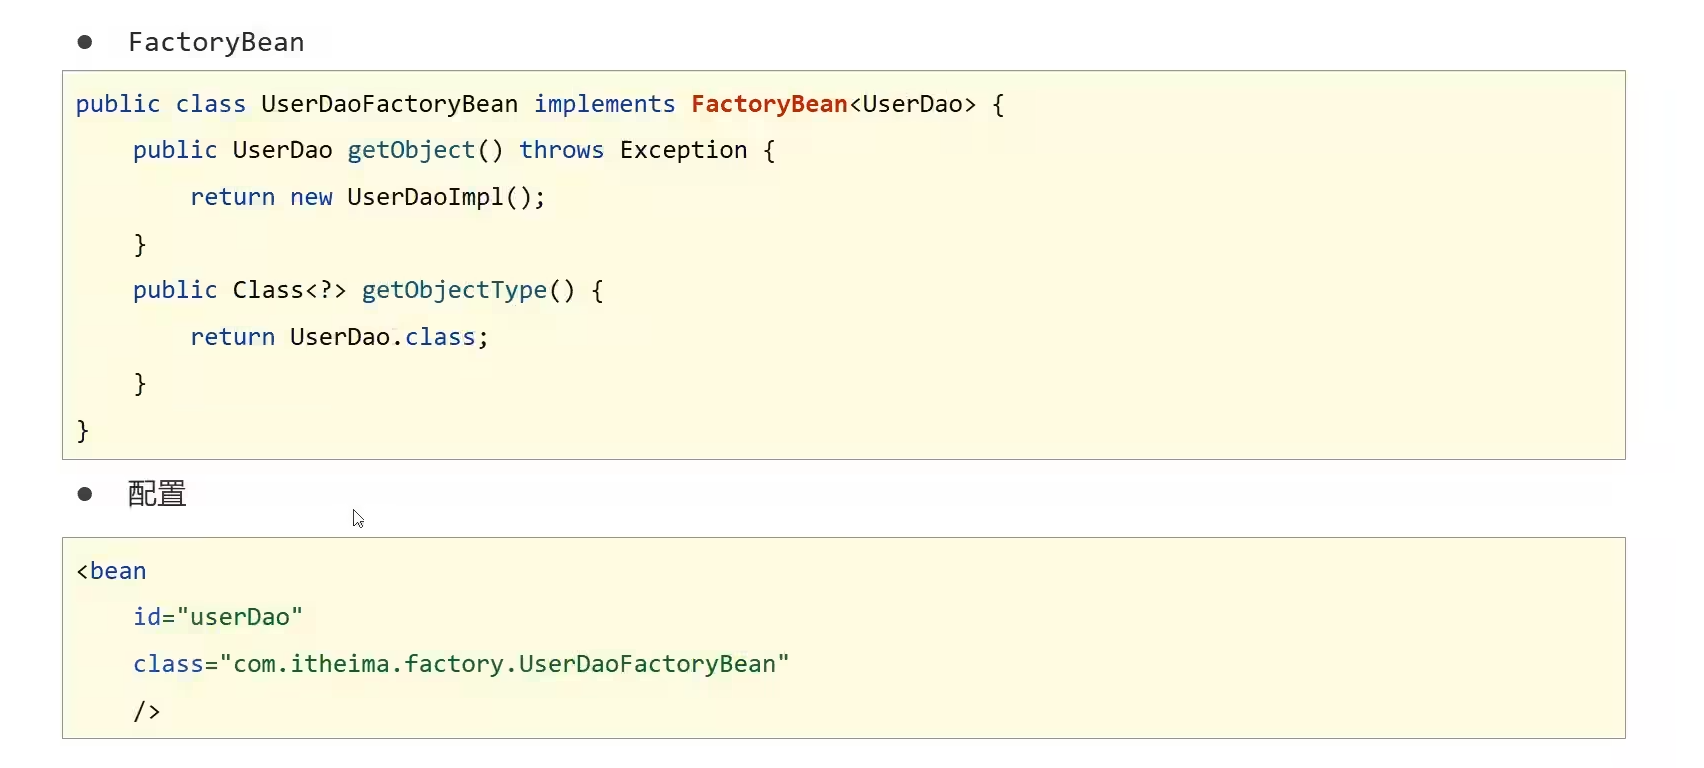 ● FactoryBean
public class UserDaoFactoryBean implements FactoryBean<UserDao> {
    public UserDao getObject() throws Exception {
        return new UserDaoImpl();
    }
    public Class<?> getObjectType() {
        return UserDao.class;
    }
}
● 配置
<bean
    id="userDao"
    class="com.itheima.factory.UserDaoFactoryBean"
    />